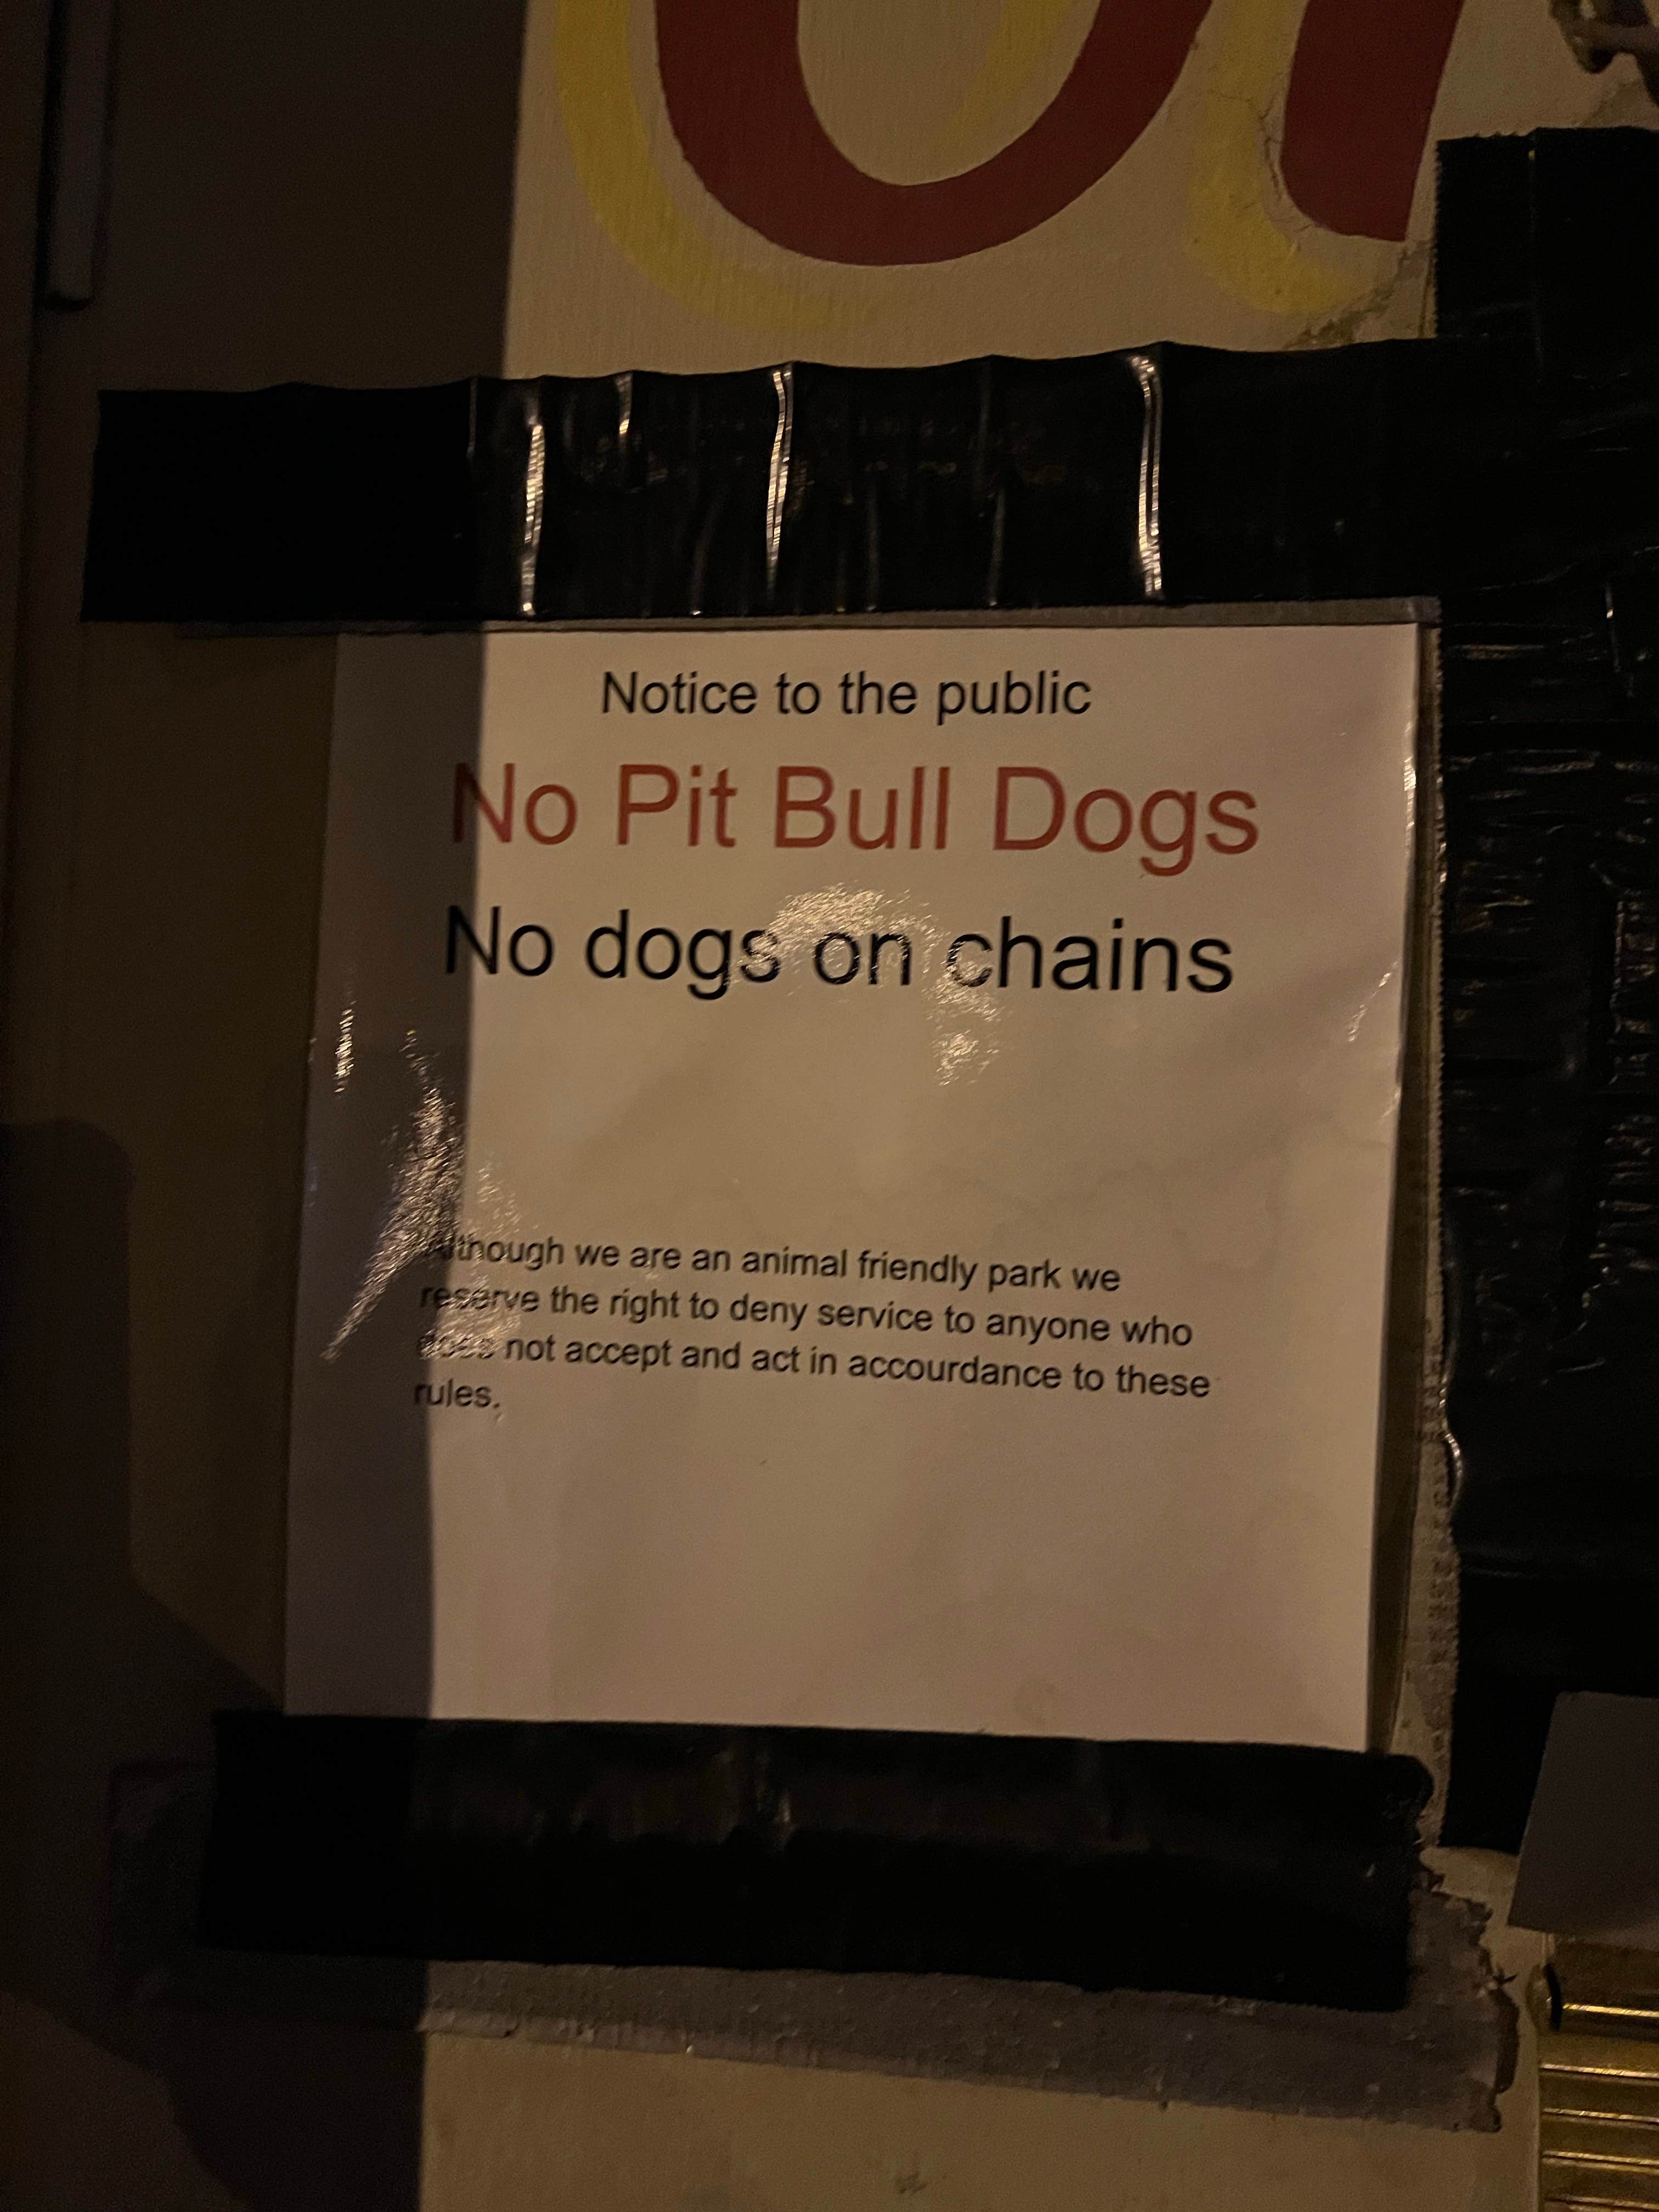 Notice to the public
No Pit Bull Dogs
No dogs on chains
Although we are an animal friendly park we
reserve the right to deny service to anyone who
does not accept and act in accourdance to these
rules.